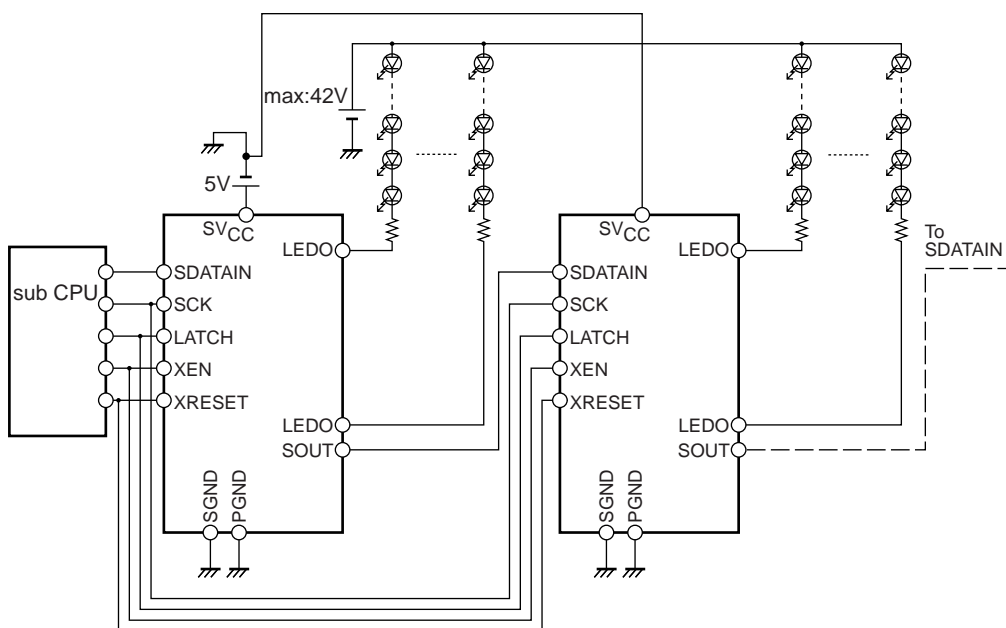 max:42V
5V
SVCC
LEDO
SVCC
LEDO
To
SDATAIN
sub CPU
SDATAIN
SCK
LATCH
XEN
XRESET
LEDO
SOUT
SGND
PGND
SDATAIN
SCK
LATCH
XEN
XRESET
LEDO
SOUT
SGND
PGND